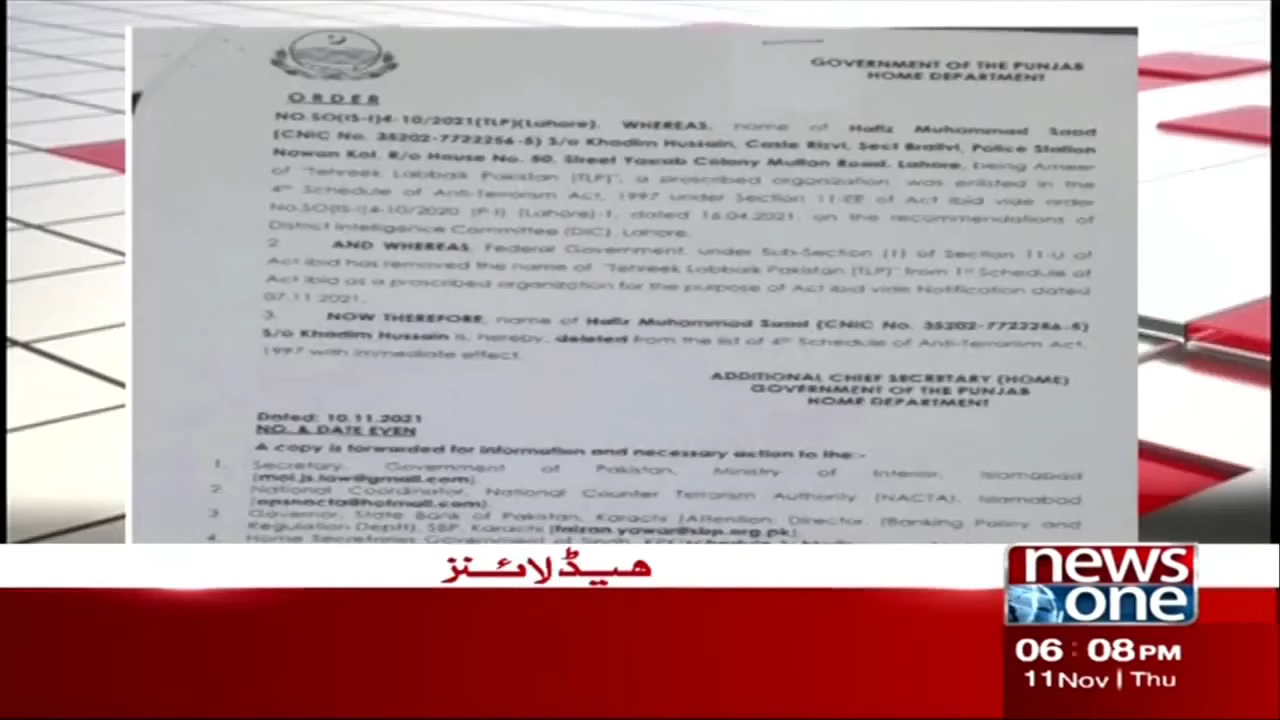 GOVERNMENT OF THE PUNJAB
HOME DEPARTMENT
ORDER
NO.SO(IS-I)4-10/2021(TLP)(Lahore). WHEREAS, name of Hafiz Muhammad Saad
(CNIC No. S/o Khadim Hussain, Caste Rizvi, Sect Bralivi, Police Station
Nawan Kot, R/o House No. 50, Street Colony Multan Road, Lahore, being Ameer
of "Tehreek Labbaik Pakistan (TLP)", a proscribed organization, was enlisted in the
4th Schedule of Anti-Terrorism Act, 1997 under Section 11-EE of Act ibid vide order
No.SO(IS-I)4-10/2020 (P-I) (Lahore)-1, dated 16.04.2021, on the recommendations of
District Intelligence Committee (DIC), Lahore.
2. AND WHEREAS, Federal Government, under Sub-Section (1) of Section 11-U of
Act ibid has removed the name of "Tehreek Labbaik Pakistan (TLP)" from 1st Schedule of
Act ibid as a proscribed organization for the purpose of Act ibid vide Notification dated
07.11.2021.
3. NOW THEREFORE, name of Hafiz Muhammad Saad (CNIC No.
S/o Khadim Hussain is, hereby, deleted from the list of 4th Schedule of Anti-Terrorism Act,
1997 with immediate effect.
ADDITIONAL CHIEF SECRETARY (HOME)
GOVERNMENT OF THE PUNJAB
HOME DEPARTMENT
Dated: 10.11.2021
NO. & DATE EVEN
A copy is forwarded for information and necessary action to the:-
1. Secretary, Government of Pakistan, Ministry of Interior, Islamabad
2. National Coordinator, National Counter Terrorism Authority (NACTA), Islamabad
3. Governor, State Bank of Pakistan, Karachi (Attention: Director, (Banking Policy and
Regulation Deptt), SBP, Karachi
4. Home Secretaries Government of
ہیڈلائنز
news
one
06:08 PM
11 Nov | Thu